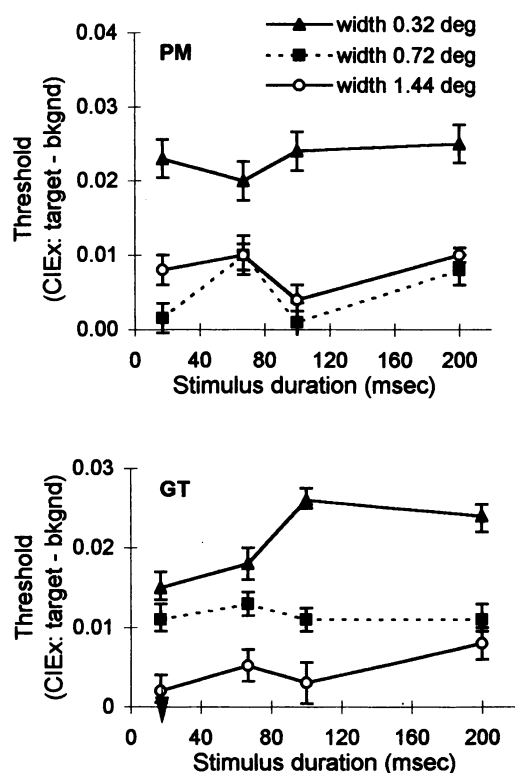 PM
width 0.32 deg
width 0.72 deg
width 1.44 deg
0.04
0.03
0.02
0.01
0.00
Threshold
(CIEx: target - bkgnd)
0 40 80 120 160 200
Stimulus duration (msec)
GT
0.03
0.02
0.01
0
Threshold
(CIEx: target - bkgnd)
0 40 80 120 160 200
Stimulus duration (msec)